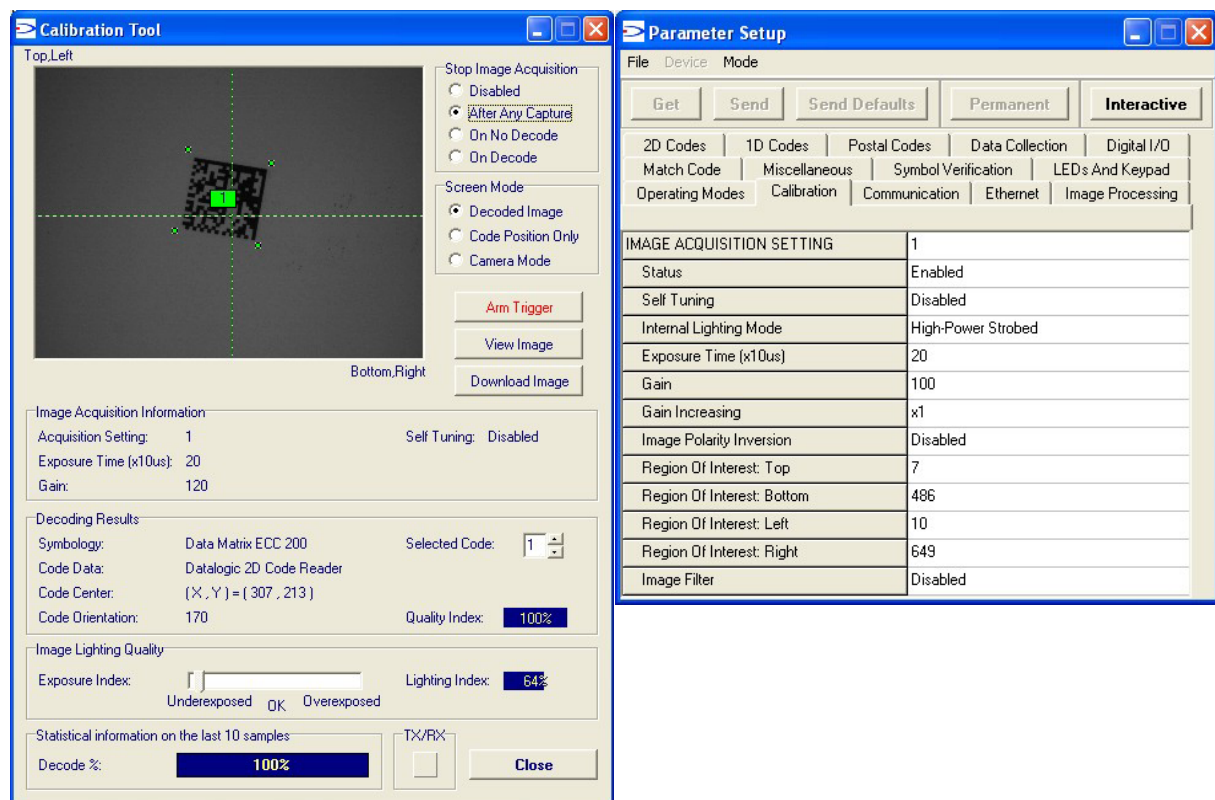 Calibration Tool
Top,Left
1
Bottom,Right
Stop Image Acquisition
Disabled
After Any Capture
On No Decode
On Decode
Screen Mode
Decoded Image
Code Position Only
Camera Mode
Arm Trigger
View Image
Download Image
Image Acquisition Information
Acquisition Setting: 1 Self Tuning: Disabled
Exposure Time (x10us): 20
Gain: 120
Decoding Results
Symbology: Data Matrix ECC 200 Selected Code: 1
Code Data: Datalogic 2D Code Reader
Code Center: ( X , Y ) = ( 307 , 213 )
Code Orientation: 170 Quality Index: 100%
Image Lighting Quality
Exposure Index: Lighting Index: 64%
Underexposed OK Overexposed
Statistical information on the last 10 samples TX/RX
Decode %: 100% Close
Parameter Setup
File Device Mode
Get Send Send Defaults Permanent Interactive
2D Codes 1D Codes Postal Codes Data Collection Digital I/O
Match Code Miscellaneous Symbol Verification LEDs And Keypad
Operating Modes Calibration Communication Ethernet Image Processing
IMAGE ACQUISITION SETTING 1
Status Enabled
Self Tuning Disabled
Internal Lighting Mode High-Power Strobed
Exposure Time (x10us) 20
Gain 100
Gain Increasing x1
Image Polarity Inversion Disabled
Region Of Interest: Top 7
Region Of Interest: Bottom 486
Region Of Interest: Left 10
Region Of Interest: Right 649
Image Filter Disabled